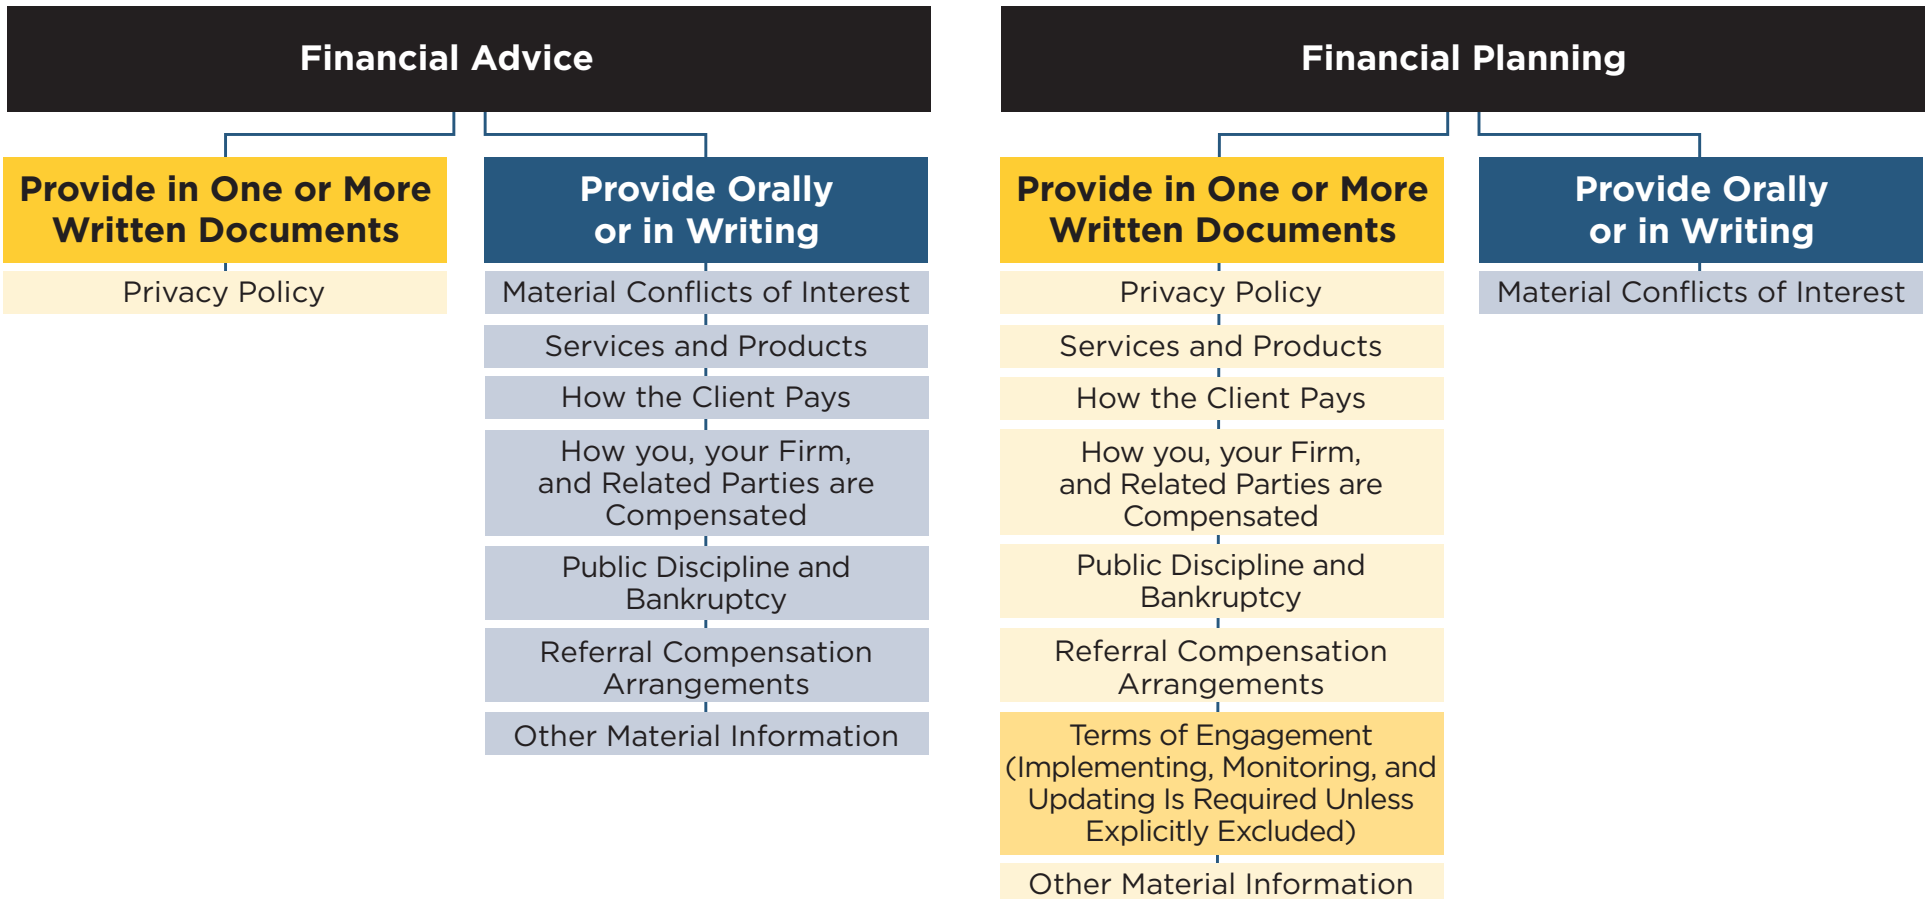 Financial Advice
Provide in One or More
Written Documents
Privacy Policy
Provide Orally
or in Writing
Material Conflicts of Interest
Services and Products
How the Client Pays
How you, your Firm,
and Related Parties are
Compensated
Public Discipline and
Bankruptcy
Referral Compensation
Arrangements
Other Material Information
Financial Planning
Provide in One or More
Written Documents
Privacy Policy
Services and Products
How the Client Pays
How you, your Firm,
and Related Parties are
Compensated
Public Discipline and
Bankruptcy
Referral Compensation
Arrangements
Terms of Engagement
(Implementing, Monitoring, and
Updating Is Required Unless
Explicitly Excluded)
Other Material Information
Provide Orally
or in Writing
Material Conflicts of Interest